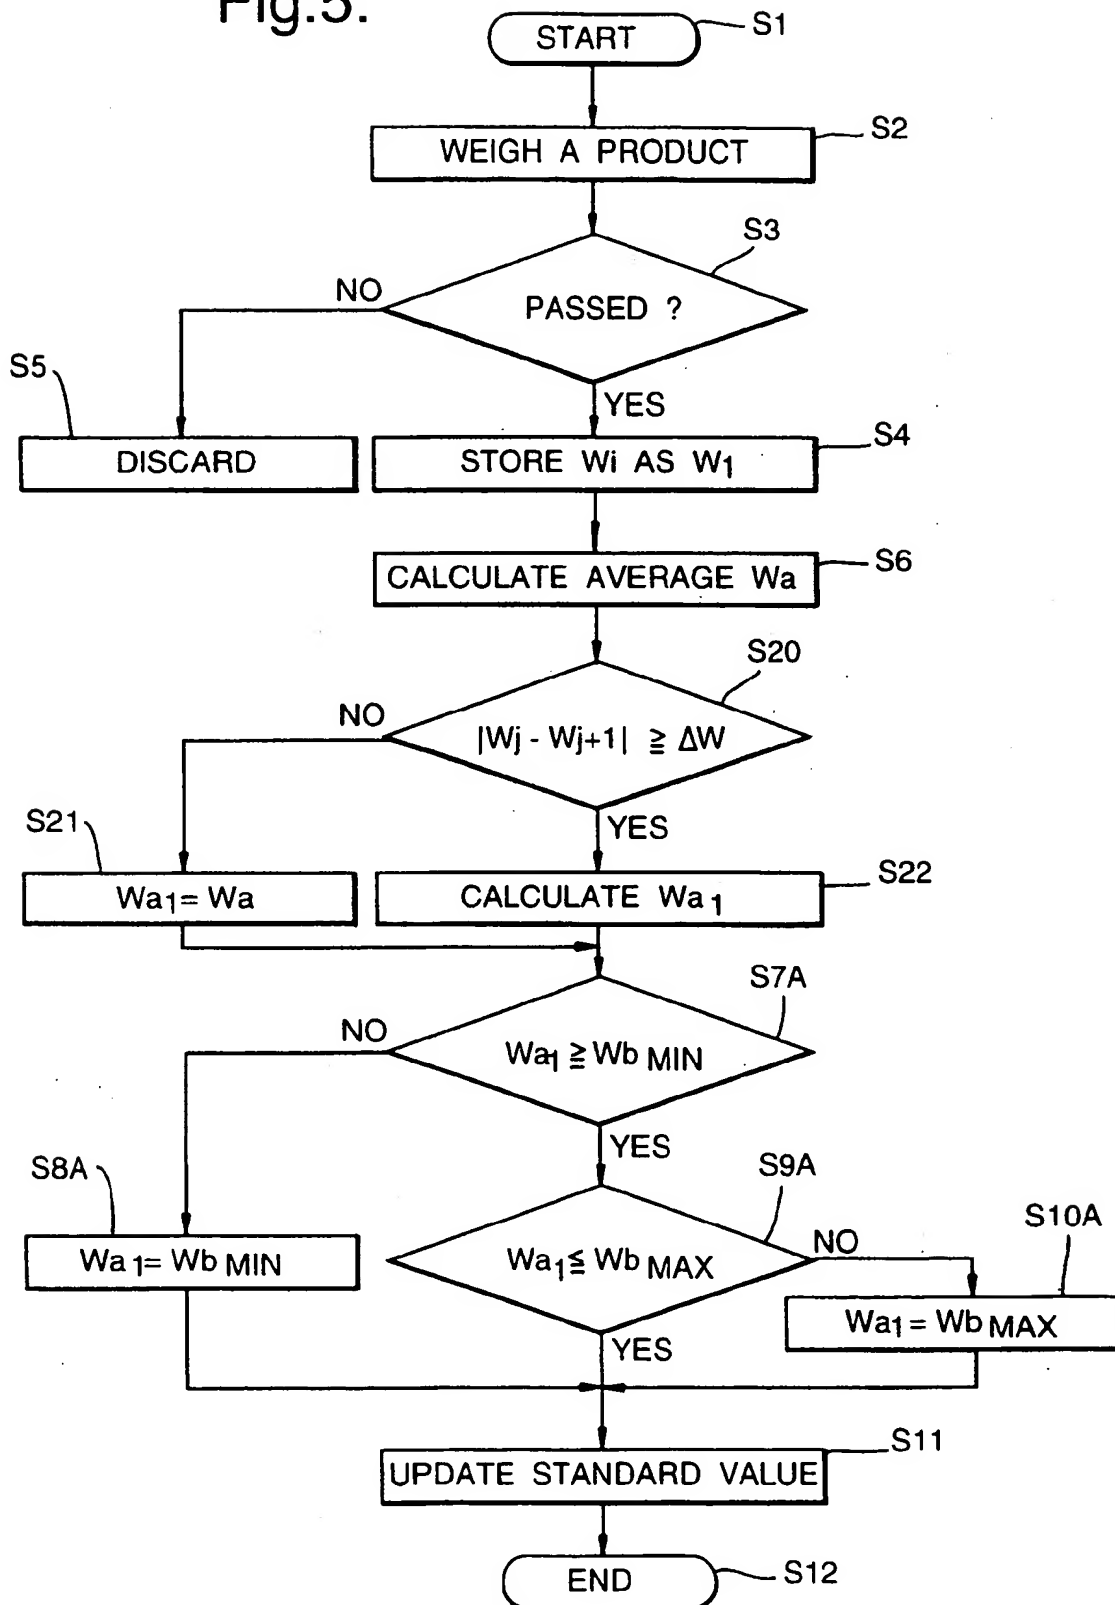 Fig.5.
START
S1
WEIGH A PRODUCT
S2
S3
PASSED ?
NO
YES
S5
DISCARD
STORE Wi AS W1
S4
CALCULATE AVERAGE Wa
S6
S20
|Wj - Wj+1| ≧ ΔW
NO
YES
S21
Wa1= Wa
CALCULATE Wa1
S22
S7A
Wa1 ≧ Wb MIN
NO
YES
S8A
Wa1= Wb MIN
S9A
Wa1 ≦ Wb MAX
NO
YES
S10A
Wa1 = Wb MAX
UPDATE STANDARD VALUE
S11
END
S12